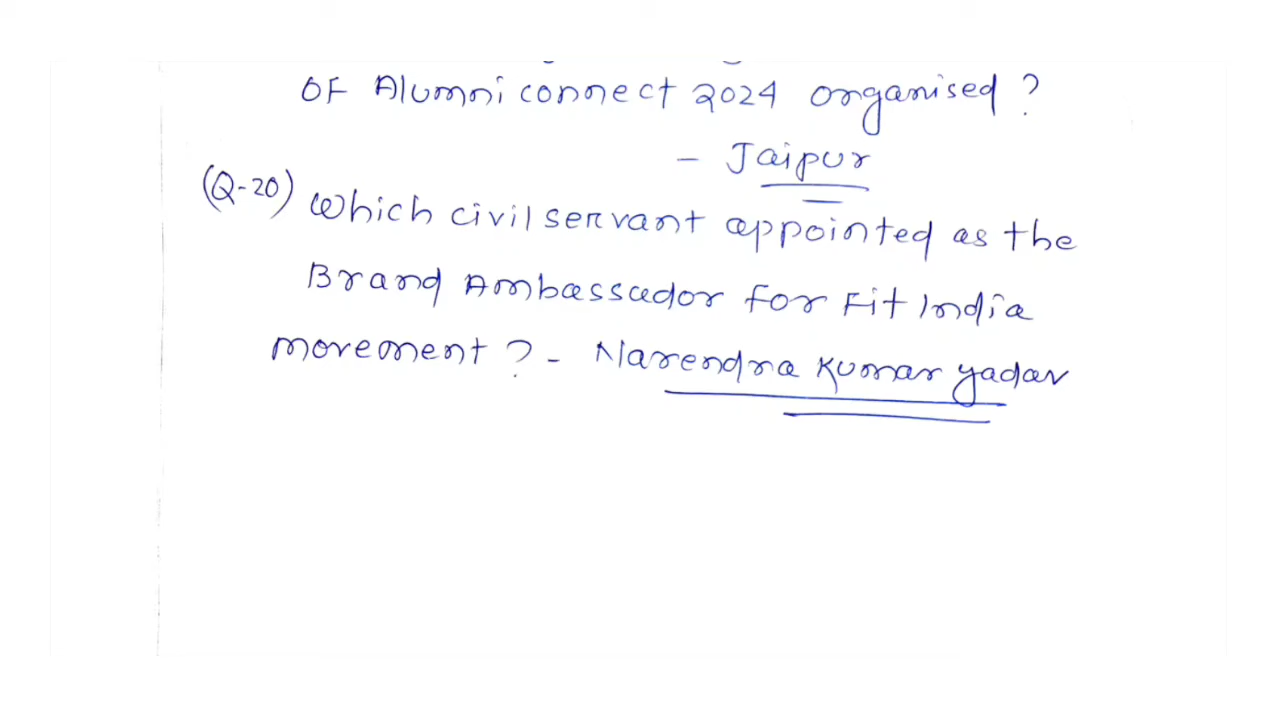 OF Alumni connect 2024 organised ?
- Jaipur
(Q-20) Which civil servant appointed as the
Brand Ambassador for Fit India
movement ? - Narendra Kumar Yadav